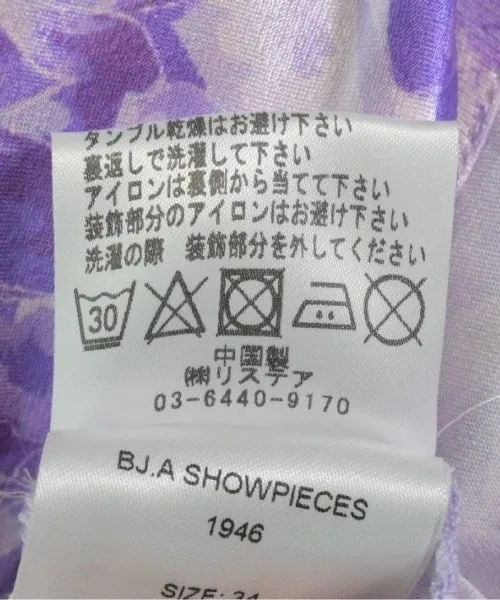 タンブル乾燥はお避け下さい
裏返しで洗濯して下さい
アイロンは裏側から当てて下さい
装飾部分のアイロンはお避け下さい
洗濯の際 装飾部分を外してください
30
中国製
㈱リステア
03-6440-9170
BJ.A SHOWPIECES
1946
SIZE: 34